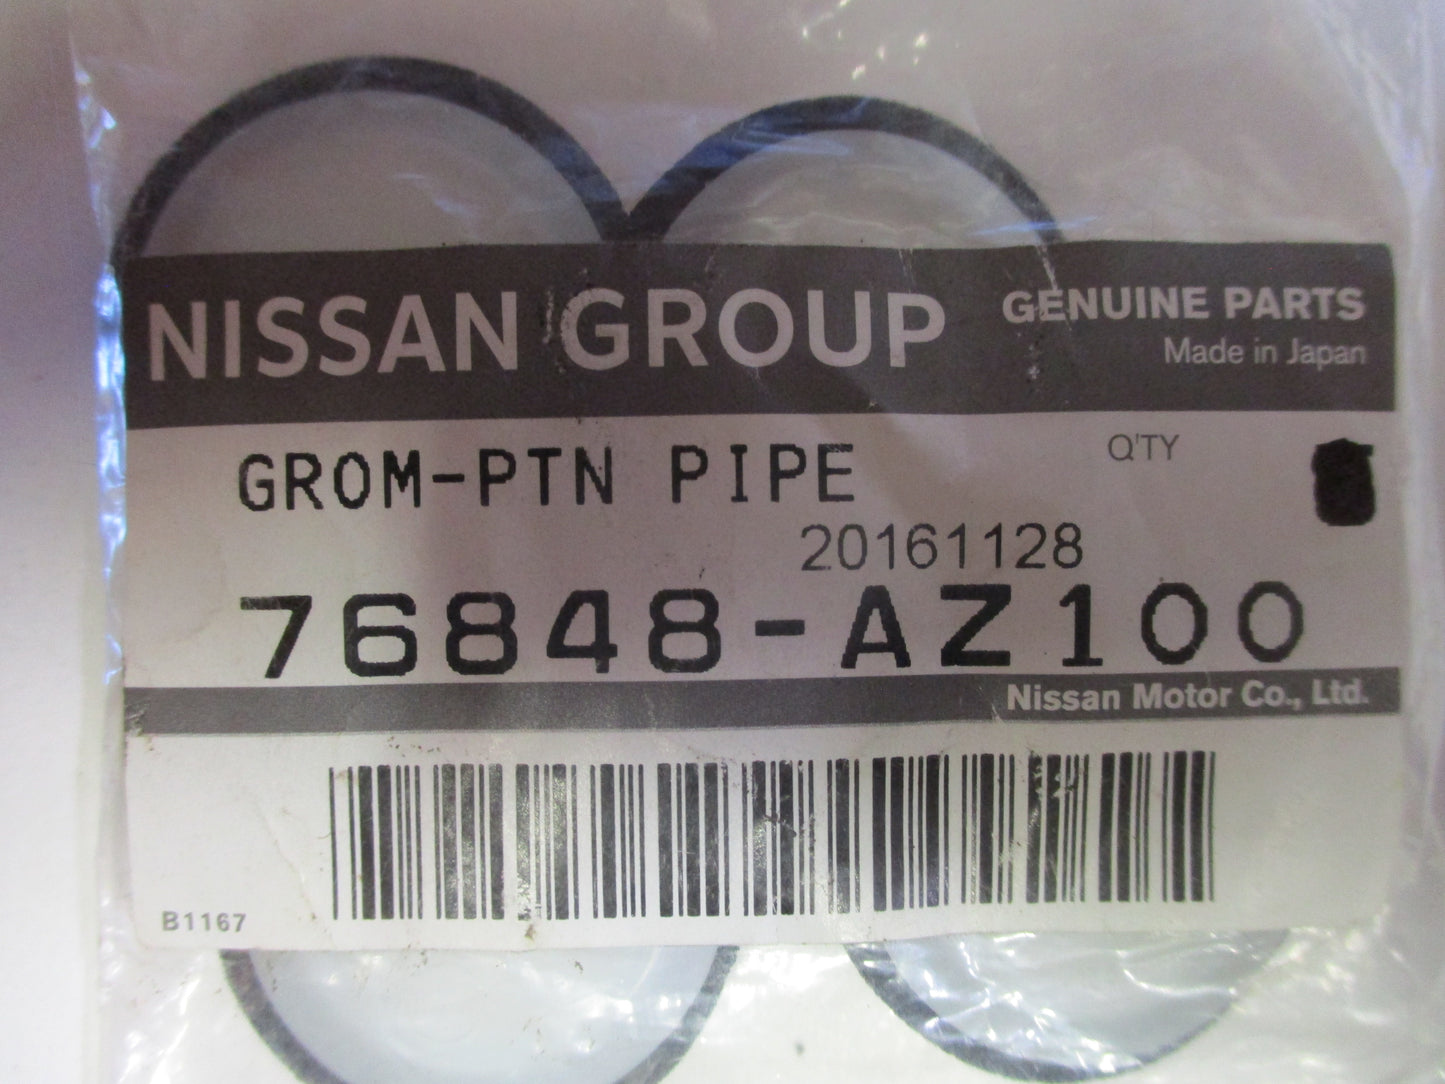 NISSAN GROUP
GENUINE PARTS
Made in Japan
GROM-PTN PIPE
Q'TY
20161128
76848-AZ100
Nissan Motor Co., Ltd.
B1167